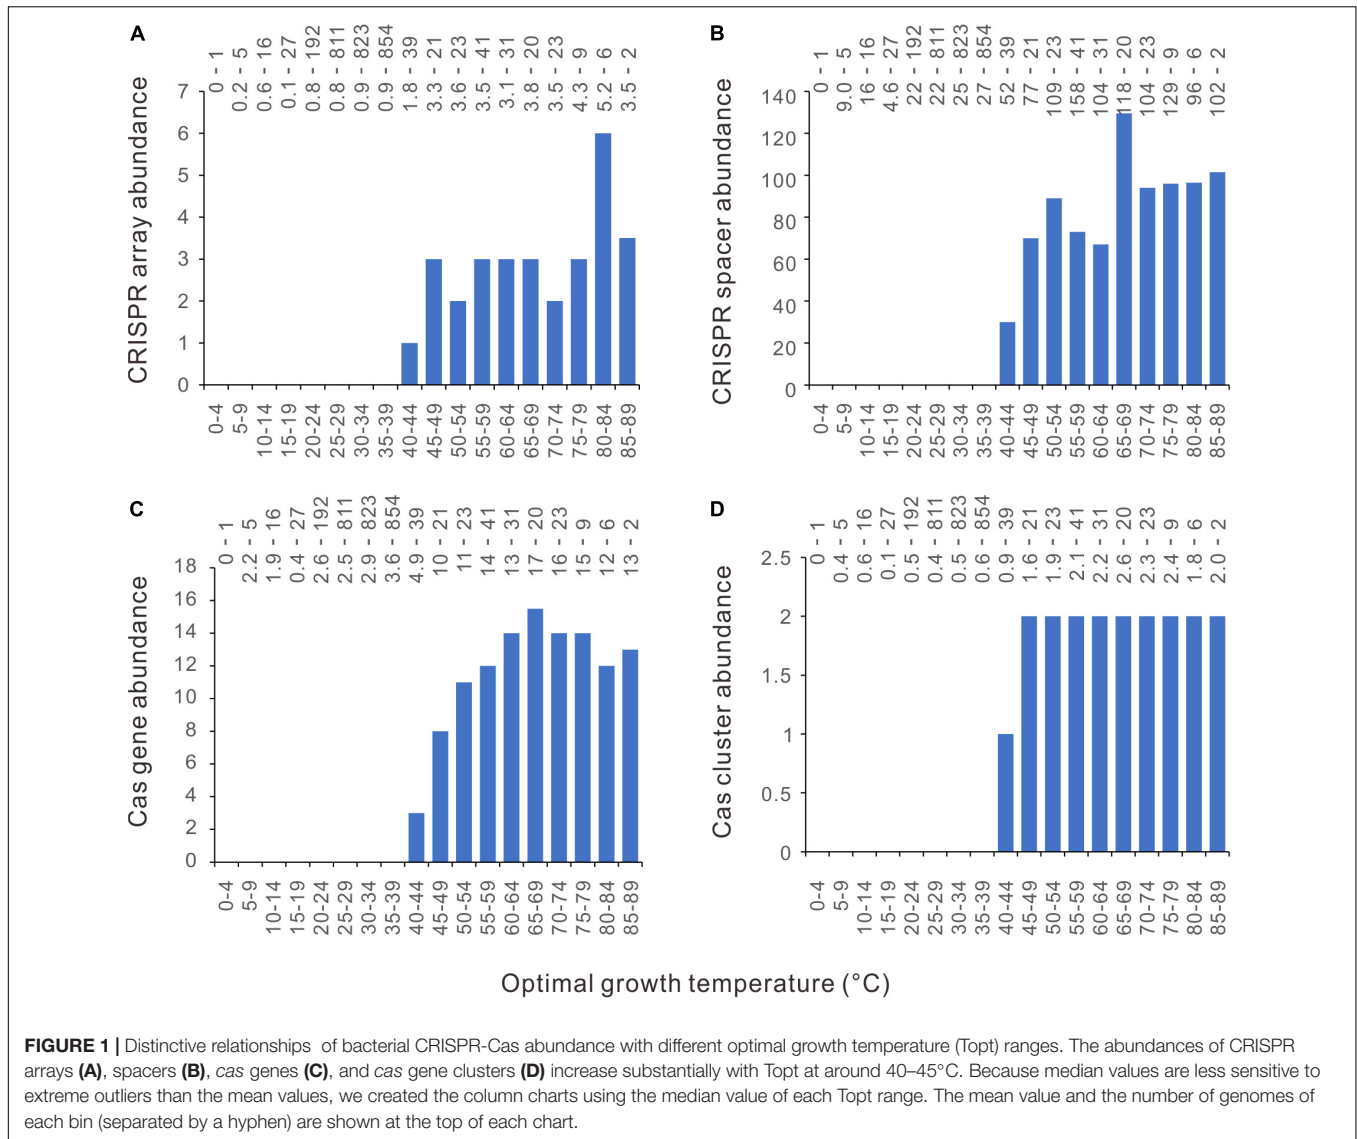 A
0 - 1
0.2 - 5
0.6 - 16
0.1 - 27
0.8 - 192
0.8 - 811
0.9 - 823
0.9 - 854
1.8 - 39
3.3 - 21
3.6 - 23
3.5 - 41
3.1 - 31
3.8 - 20
3.5 - 23
4.3 - 9
5.2 - 6
3.5 - 2
CRISPR array abundance
7
6
5
4
3
2
1
0
0-4
5-9
10-14
15-19
20-24
25-29
30-34
35-39
40-44
45-49
50-54
55-59
60-64
65-69
70-74
75-79
80-84
85-89
B
0 - 1
9.0 - 5
16 - 16
4.6 - 27
22 - 192
22 - 811
25 - 823
27 - 854
52 - 39
77 - 21
109 - 23
158 - 41
104 - 31
118 - 20
104 - 23
129 - 9
96 - 6
102 - 2
CRISPR spacer abundance
140
120
100
80
60
40
20
0
0-4
5-9
10-14
15-19
20-24
25-29
30-34
35-39
40-44
45-49
50-54
55-59
60-64
65-69
70-74
75-79
80-84
85-89
C
0 - 1
2.2 - 5
1.9 - 16
0.4 - 27
2.6 - 192
2.5 - 811
2.9 - 823
3.6 - 854
4.9 - 39
10 - 21
11 - 23
14 - 41
13 - 31
17 - 20
16 - 23
15 - 9
12 - 6
13 - 2
Cas gene abundance
18
16
14
12
10
8
6
4
2
0
0-4
5-9
10-14
15-19
20-24
25-29
30-34
35-39
40-44
45-49
50-54
55-59
60-64
65-69
70-74
75-79
80-84
85-89
D
0 - 1
0.4 - 5
0.6 - 16
0.1 - 27
0.5 - 192
0.4 - 811
0.5 - 823
0.6 - 854
0.9 - 39
1.6 - 21
1.9 - 23
2.1 - 41
2.2 - 31
2.6 - 20
2.3 - 23
2.4 - 9
1.8 - 6
2.0 - 2
Cas cluster abundance
2.5
2
1.5
1
0.5
0
0-4
5-9
10-14
15-19
20-24
25-29
30-34
35-39
40-44
45-49
50-54
55-59
60-64
65-69
70-74
75-79
80-84
85-89
Optimal growth temperature (°C)
FIGURE 1 | Distinctive relationships of bacterial CRISPR-Cas abundance with different optimal growth temperature (Topt) ranges. The abundances of CRISPR
arrays (A), spacers (B), cas genes (C), and cas gene clusters (D) increase substantially with Topt at around 40–45°C. Because median values are less sensitive to
extreme outliers than the mean values, we created the column charts using the median value of each Topt range. The mean value and the number of genomes of
each bin (separated by a hyphen) are shown at the top of each chart.